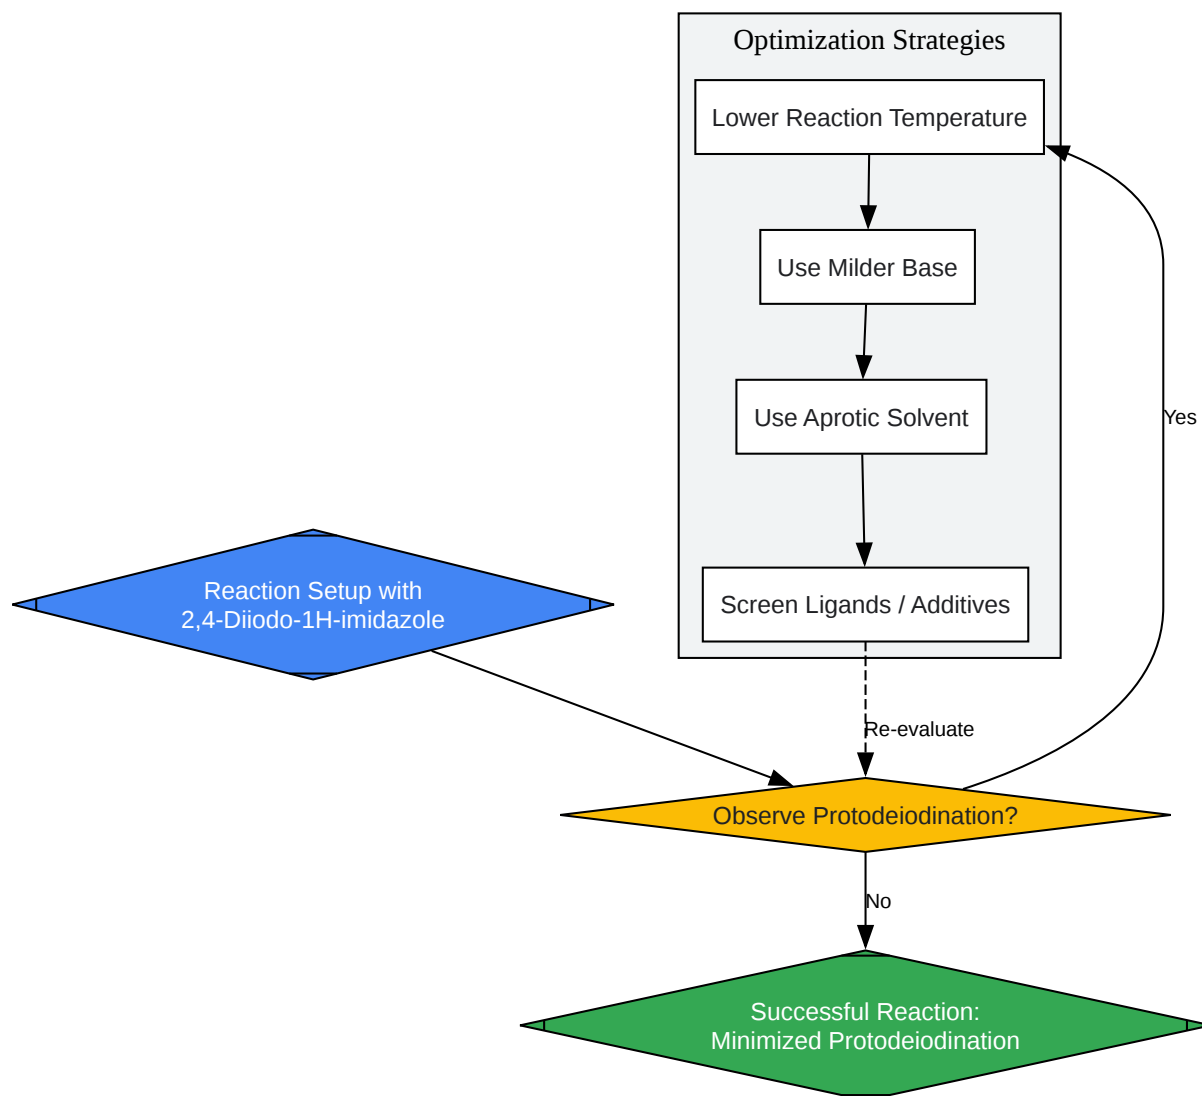 Optimization Strategies
Lower Reaction Temperature
Use Milder Base
Use Aprotic Solvent
Yes
Screen Ligands / Additives
Reaction Setup with
2,4-Diiodo-1H-imidazole
Re-evaluate
Observe Protodeiodination?
No
Successful Reaction:
Minimized Protodeiodination